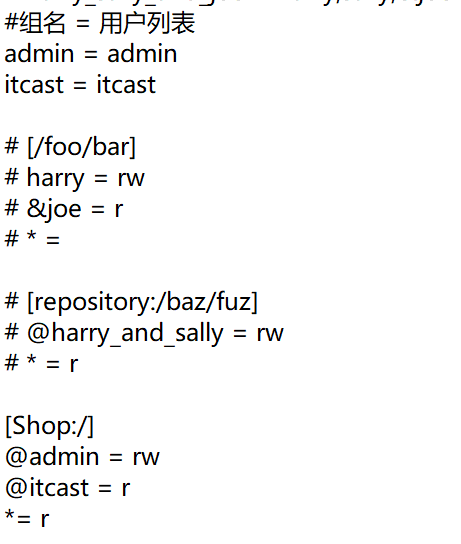 #组名 = 用户列表
admin = admin
itcast = itcast
# [/foo/bar]
# harry = rw
# &joe = r
# * =
# [repository:/baz/fuz]
# @harry_and_sally = rw
# * = r
[Shop:/]
@admin = rw
@itcast = r
*= r